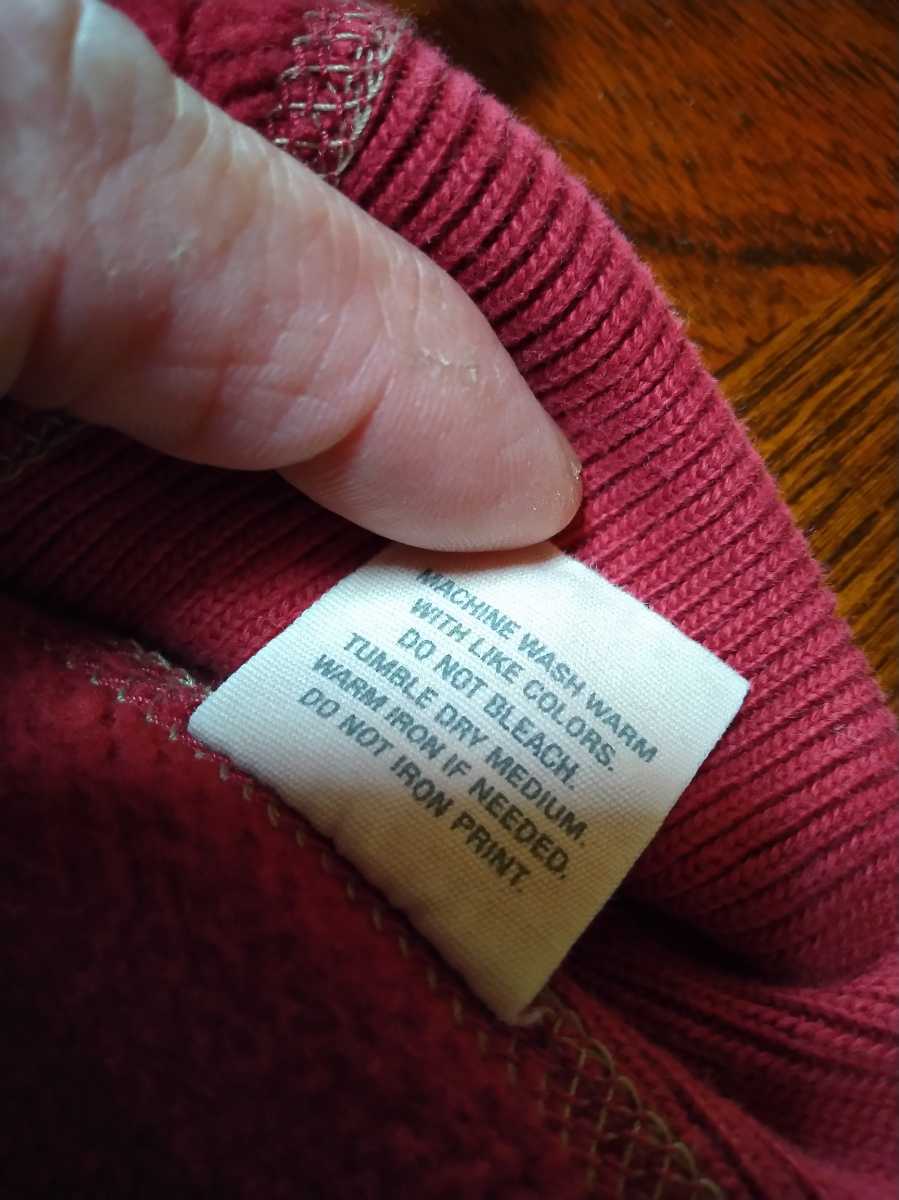 MACHINE WASH WARM
WITH LIKE COLORS.
DO NOT BLEACH.
TUMBLE DRY MEDIUM.
WARM IRON IF NEEDED.
DO NOT IRON PRINT.